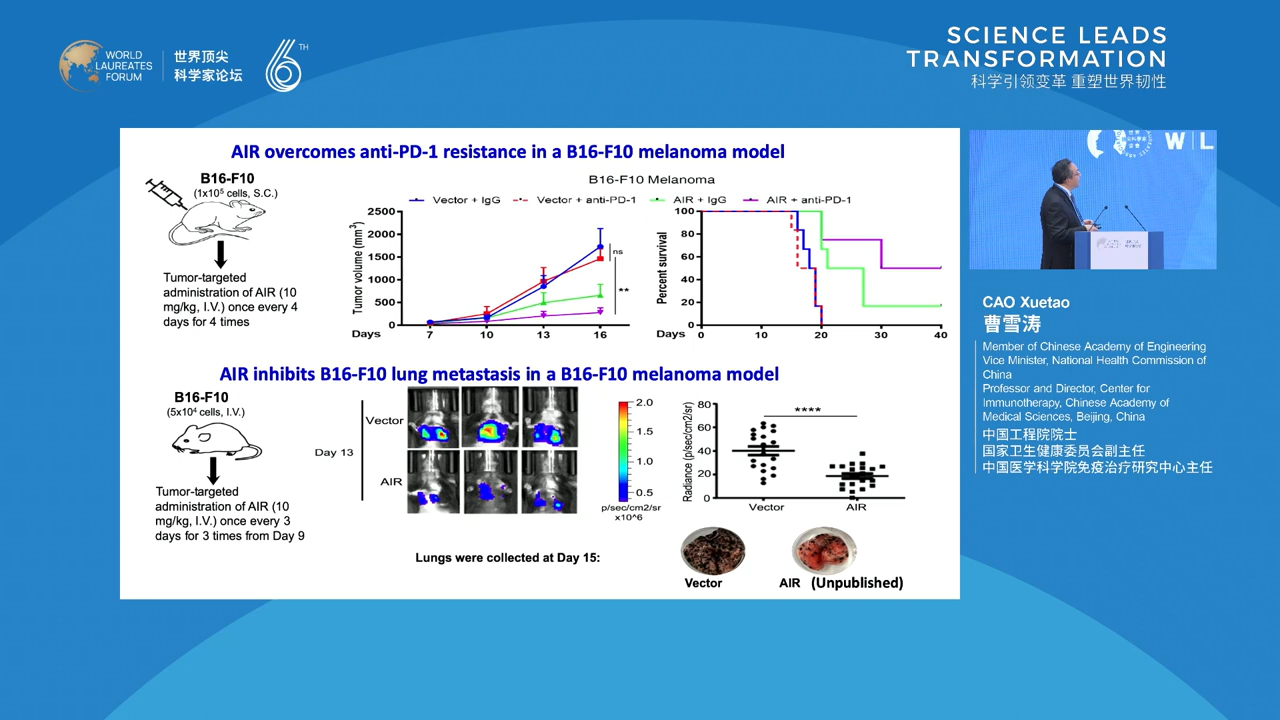 WORLD
LAUREATES
FORUM
世界顶尖
科学家论坛
6TH
SCIENCE LEADS
TRANSFORMATION
科学引领变革 重塑世界韧性
AIR overcomes anti-PD-1 resistance in a B16-F10 melanoma model
B16-F10
(1x10⁵ cells, S.C.)
Tumor-targeted
administration of AIR (10
mg/kg, I.V.) once every 4
days for 4 times
B16-F10 Melanoma
Vector + IgG
Vector + anti-PD-1
AIR + IgG
AIR + anti-PD-1
Tumor volume (mm³)
2500
2000
1500
1000
500
0
ns
**
Days
7
10
13
16
Percent survival
100
80
60
40
20
0
Days
0
10
20
30
40
AIR inhibits B16-F10 lung metastasis in a B16-F10 melanoma model
B16-F10
(5x10⁴ cells, I.V.)
Tumor-targeted
administration of AIR (10
mg/kg, I.V.) once every 3
days for 3 times from Day 9
Day 13
Vector
AIR
2.0
1.5
1.0
0.5
p/sec/cm2/sr
x10^6
Radiance (p/sec/cm2/sr)
80
60
40
20
0
****
Vector
AIR
Lungs were collected at Day 15:
Vector
AIR (Unpublished)
W L
CAO Xuetao
曹雪涛
Member of Chinese Academy of Engineering
Vice Minister, National Health Commission of
China
Professor and Director, Center for
Immunotherapy, Chinese Academy of
Medical Sciences, Beijing, China
中国工程院院士
国家卫生健康委员会副主任
中国医学科学院免疫治疗研究中心主任